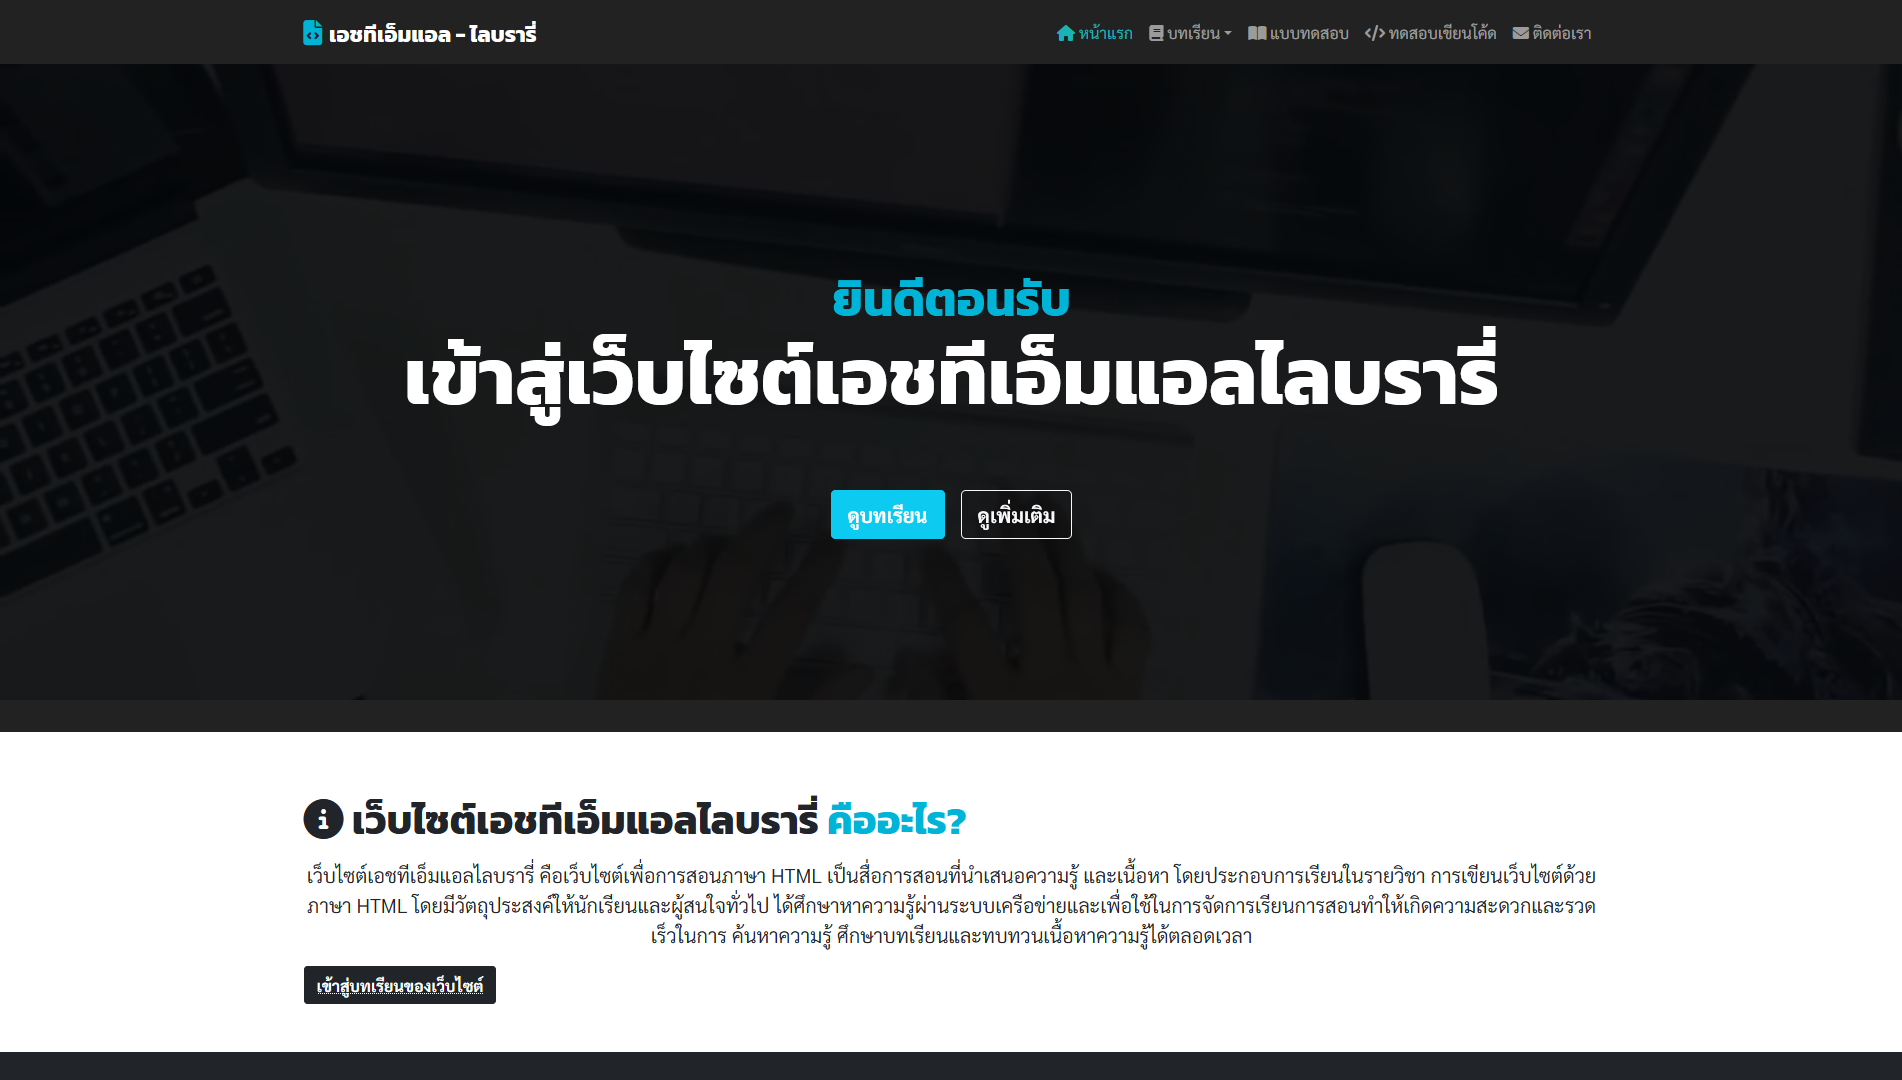 เอชทีเอ็มแอล - ไลบรารี่
หน้าแรก
บทเรียน
แบบทดสอบ
ทดสอบเขียนโค้ด
ติดต่อเรา
ยินดีตอนรับ
เข้าสู่เว็บไซต์เอชทีเอ็มแอลไลบรารี่
ดูบทเรียน
ดูเพิ่มเติม
เว็บไซต์เอชทีเอ็มแอลไลบรารี่ คืออะไร?
เว็บไซต์เอชทีเอ็มแอลไลบรารี่ คือเว็บไซต์เพื่อการสอนภาษา HTML เป็นสื่อการสอนที่นำเสนอความรู้ และเนื้อหา โดยประกอบการเรียนในรายวิชา การเขียนเว็บไซต์ด้วย
ภาษา HTML โดยมีวัตถุประสงค์ให้นักเรียนและผู้สนใจทั่วไป ได้ศึกษาหาความรู้ผ่านระบบเครือข่ายและเพื่อใช้ในการจัดการเรียนการสอนทำให้เกิดความสะดวกและรวด
เร็วในการ ค้นหาความรู้ ศึกษาบทเรียนและทบทวนเนื้อหาความรู้ได้ตลอดเวลา
เข้าสู่บทเรียนของเว็บไซต์